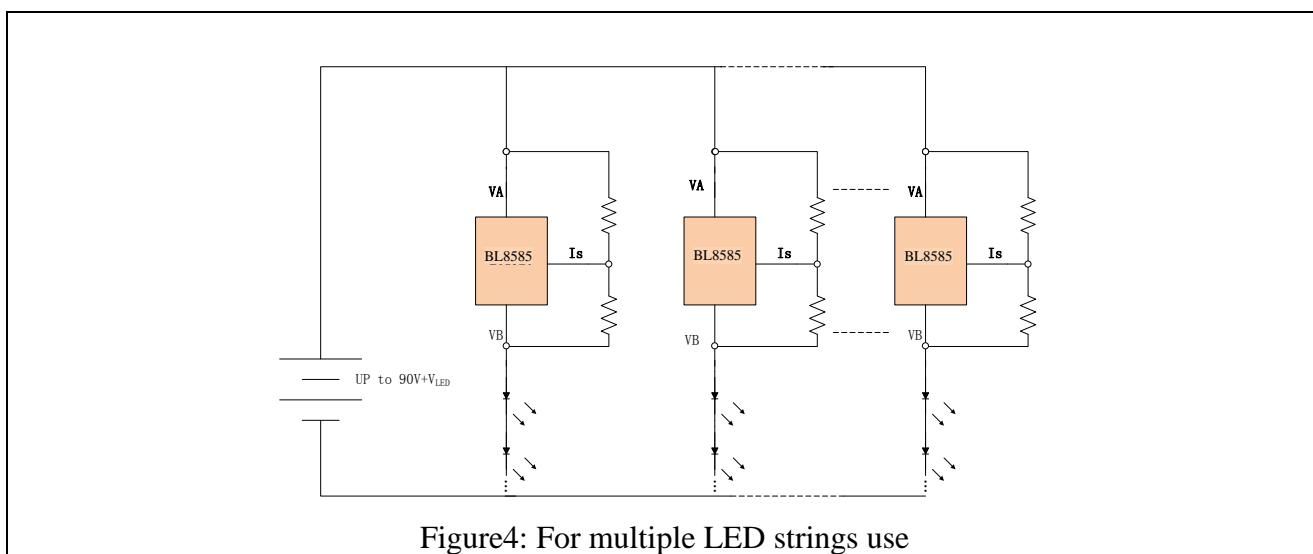 VA VA VA
BL8585 Is BL8585 Is BL8585 Is
VB VB VB
UP to 90V+VLED
Figure4: For multiple LED strings use